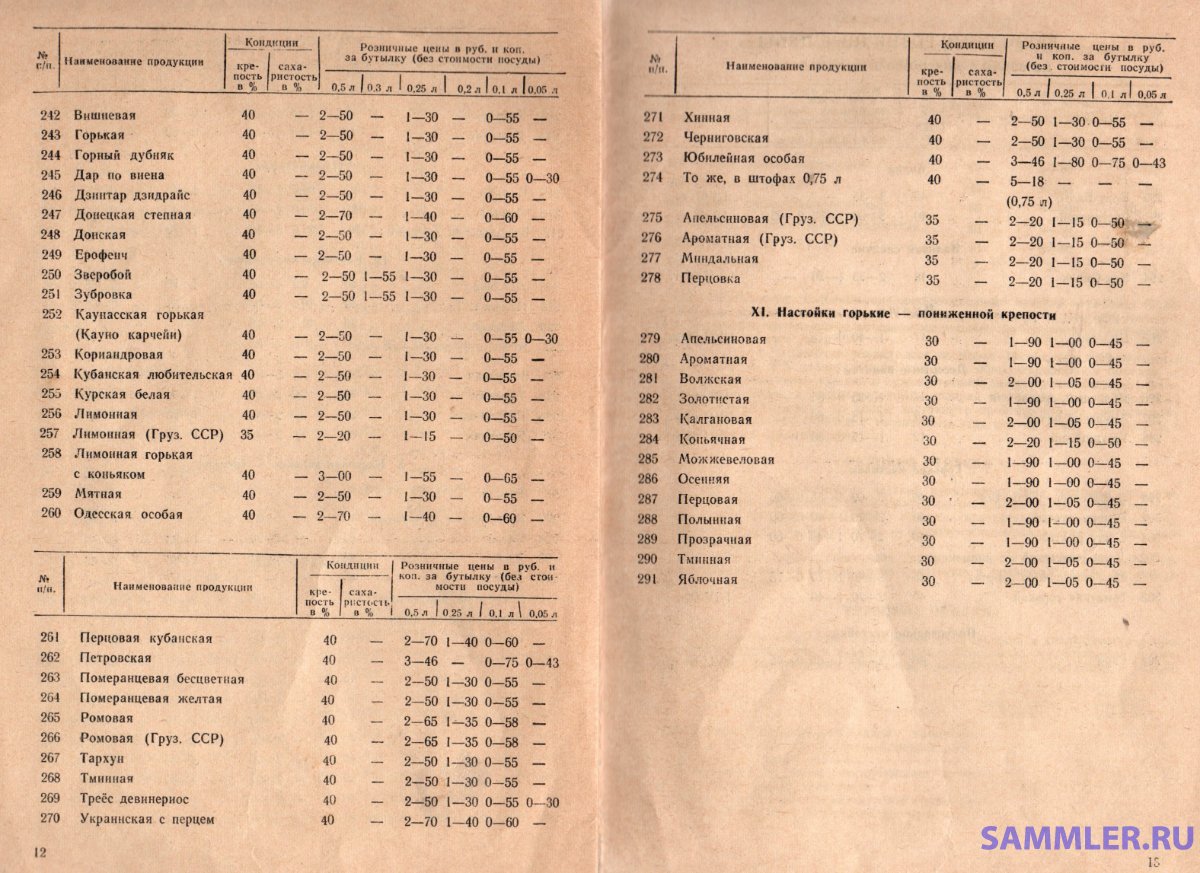 № п/п. Наименование продукции Кондиции Розничные цены в руб. и коп. за бутылку (без стоимости посуды)
крепость в % сахаристость в % 0,5 л 0,3 л 0,25 л 0,2 л 0,1 л 0,05 л
242 Вишневая 40 — 2—50 — 1—30 — 0—55 —
243 Горькая 40 — 2—50 — 1—30 — 0—55 —
244 Горный дубняк 40 — 2—50 — 1—30 — 0—55 —
245 Дар по виена 40 — 2—50 — 1—30 — 0—55 0—30
246 Дзинтар дзидрайс 40 — 2—50 — 1—30 — 0—55 —
247 Донецкая степная 40 — 2—70 — 1—40 — 0—60 —
248 Донская 40 — 2—50 — 1—30 — 0—55 —
249 Ерофеич 40 — 2—50 — 1—30 — 0—55 —
250 Зверобой 40 — 2—50 1—55 1—30 — 0—55 —
251 Зубровка 40 — 2—50 1—55 1—30 — 0—55 —
252 Каунасская горькая
(Кауно карчейи) 40 — 2—50 — 1—30 — 0—55 0—30
253 Кориандровая 40 — 2—50 — 1—30 — 0—55 —
254 Кубанская любительская 40 — 2—50 — 1—30 — 0—55 —
255 Курская белая 40 — 2—50 — 1—30 — 0—55 —
256 Лимонная 40 — 2—50 — 1—30 — 0—55 —
257 Лимонная (Груз. ССР) 35 — 2—20 — 1—15 — 0—50 —
258 Лимонная горькая
с коньяком 40 — 3—00 — 1—55 — 0—65 —
259 Мятная 40 — 2—50 — 1—30 — 0—55 —
260 Одесская особая 40 — 2—70 — 1—40 — 0—60 —
№ п/п. Наименование продукции Кондиции Розничные цены в руб. и коп. за бутылку (без стоимости посуды)
крепость в % сахаристость в % 0,5 л 0 25 л 0,1 л 0,05 л
261 Перцовая кубанская 40 — 2—70 1—40 0—60 —
262 Петровская 40 — 3—46 — 0—75 0—43
263 Померанцевая бесцветная 40 — 2—50 1—30 0—55 —
264 Померанцевая желтая 40 — 2—50 1—30 0—55 —
265 Ромовая 40 — 2—65 1—35 0—58 —
266 Ромовая (Груз. ССР) 40 — 2—65 1—35 0—58 —
267 Тархун 40 — 2—50 1—30 0—55 —
268 Тминная 40 — 2—50 1—30 0—55 —
269 Треёс девинериос 40 — 2—50 1—30 0—55 0—30
270 Украинская с перцем 40 — 2—70 1—40 0—60 —
12
№ п/п. Наименование продукции Кондиции Розничные цены в руб. и коп. за бутылку (без стоимости посуды)
крепость в % сахаристость в % 0,5 л 0,25 л 0,1 л 0,05 л
271 Хинная 40 — 2—50 1—30 0—55 —
272 Черниговская 40 — 2—50 1—30 0—55 —
273 Юбилейная особая 40 — 3—46 1—80 0—75 0—43
274 То же, в штофах 0,75 л 40 — 5—18 — — —
(0,75 л)
275 Апельсиновая (Груз. ССР) 35 — 2—20 1—15 0—50 —
276 Ароматная (Груз. ССР) 35 — 2—20 1—15 0—50 —
277 Миндальная 35 — 2—20 1—15 0—50 —
278 Перцовка 35 — 2—20 1—15 0—50 —
XI. Настойки горькие — пониженной крепости
279 Апельсиновая 30 — 1—90 1—00 0—45 —
280 Ароматная 30 — 1—90 1—00 0—45 —
281 Волжская 30 — 2—00 1—05 0—45 —
282 Золотистая 30 — 1—90 1—00 0—45 —
283 Калгановая 30 — 2—00 1—05 0—45 —
284 Коньячная 30 — 2—20 1—15 0—50 —
285 Можжевеловая 30 — 1—90 1—00 0—45 —
286 Осенняя 30 — 1—90 1—00 0—45 —
287 Перцовая 30 — 2—00 1—05 0—45 —
288 Полынная 30 — 1—90 1—00 0—45 —
289 Прозрачная 30 — 1—90 1—00 0—45 —
290 Тминная 30 — 2—00 1—05 0—45 —
291 Яблочная 30 — 2—00 1—05 0—45 —
SAMMLER.RU
13